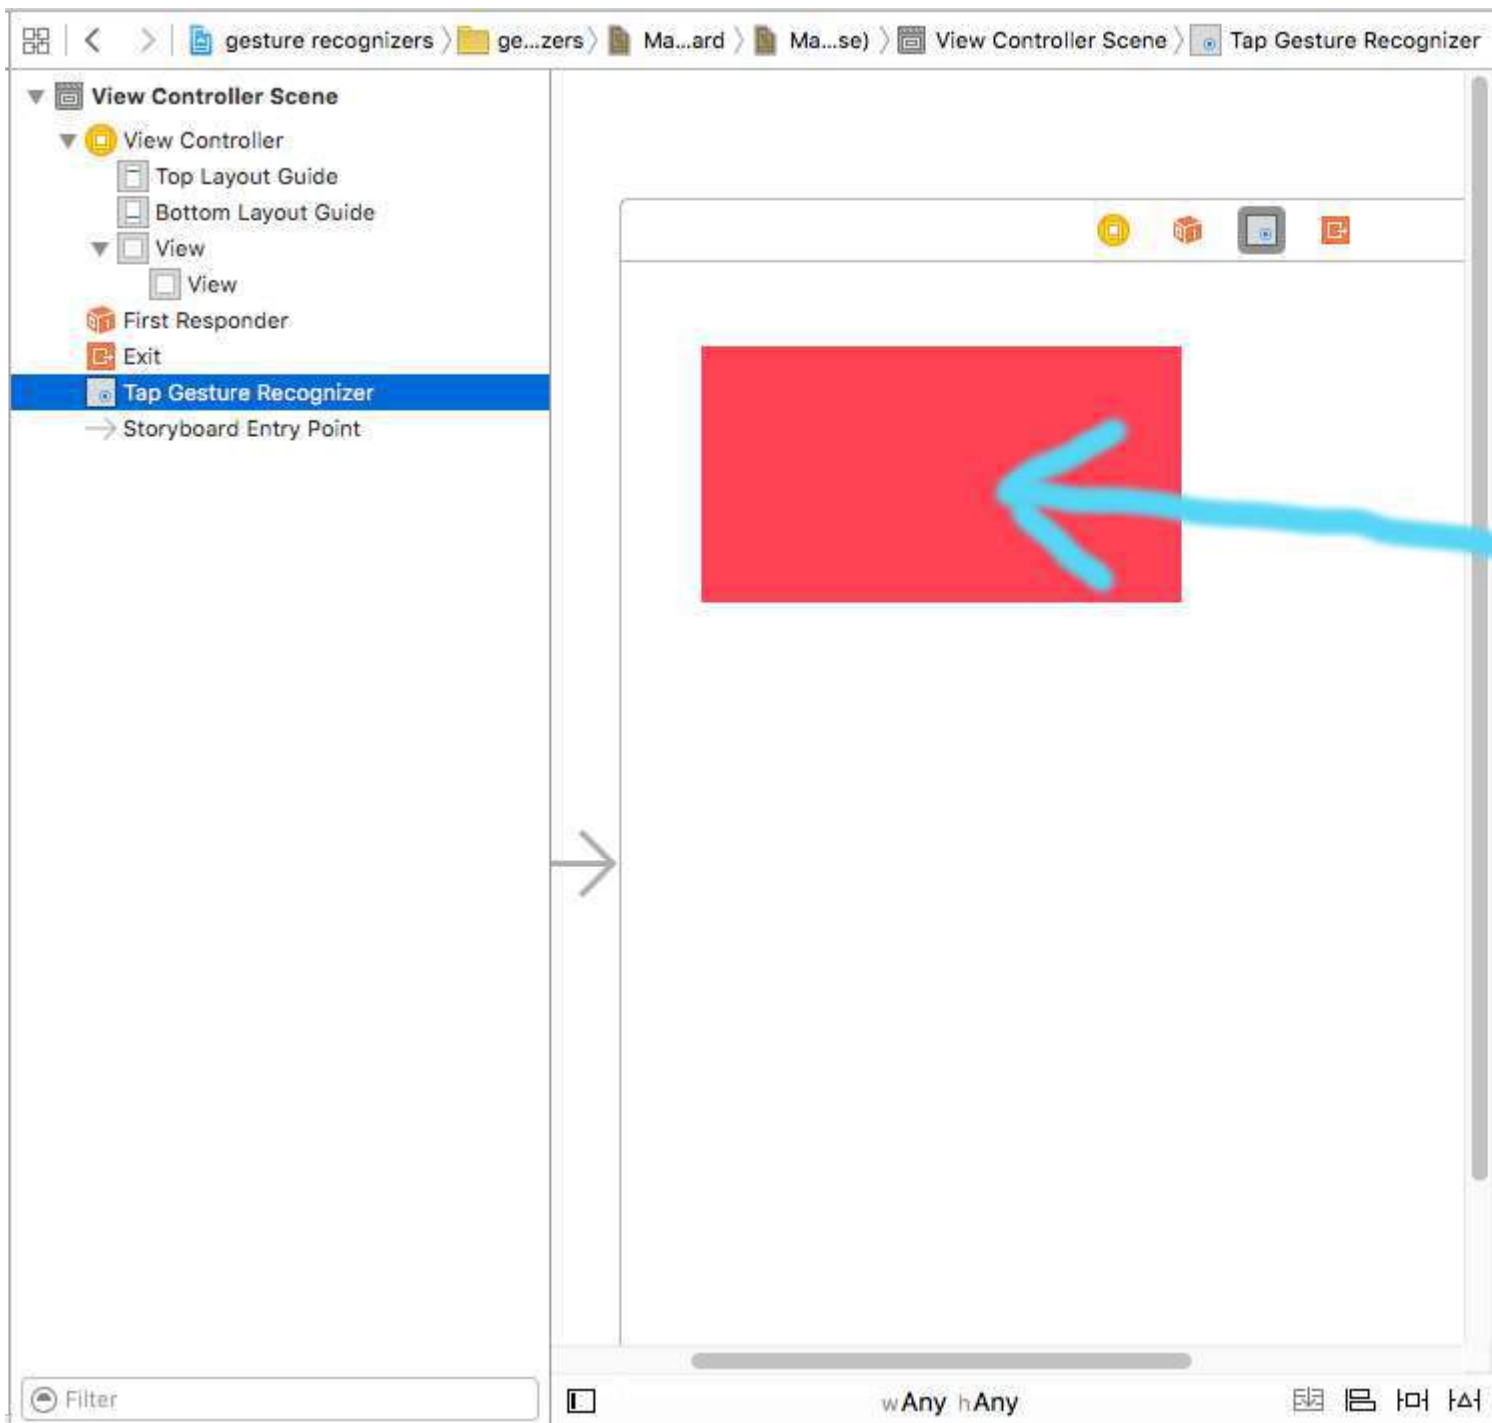 gesture recognizers ge...zers Ma...ard Ma...se) View Controller Scene Tap Gesture Recognizer
View Controller Scene
View Controller
Top Layout Guide
Bottom Layout Guide
View
View
First Responder
Exit
Tap Gesture Recognizer
Storyboard Entry Point
Filter
wAny hAny